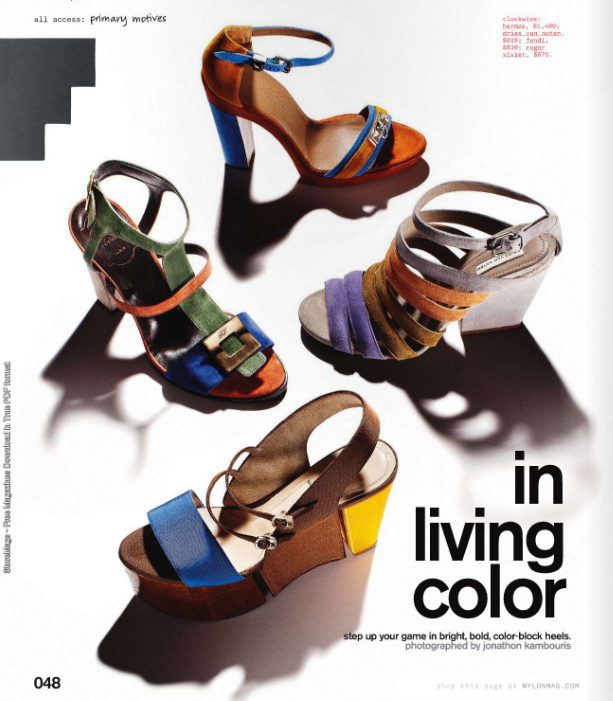 all access: primary motives
clockwise:
hermès, $1,400;
dries van noten,
$818; fendi,
$830; roger
vivier, $875.
in
living
color
step up your game in bright, bold, color-block heels.
photographed by jonathon kambouris
048
shop this page at NYLONMAG.COM